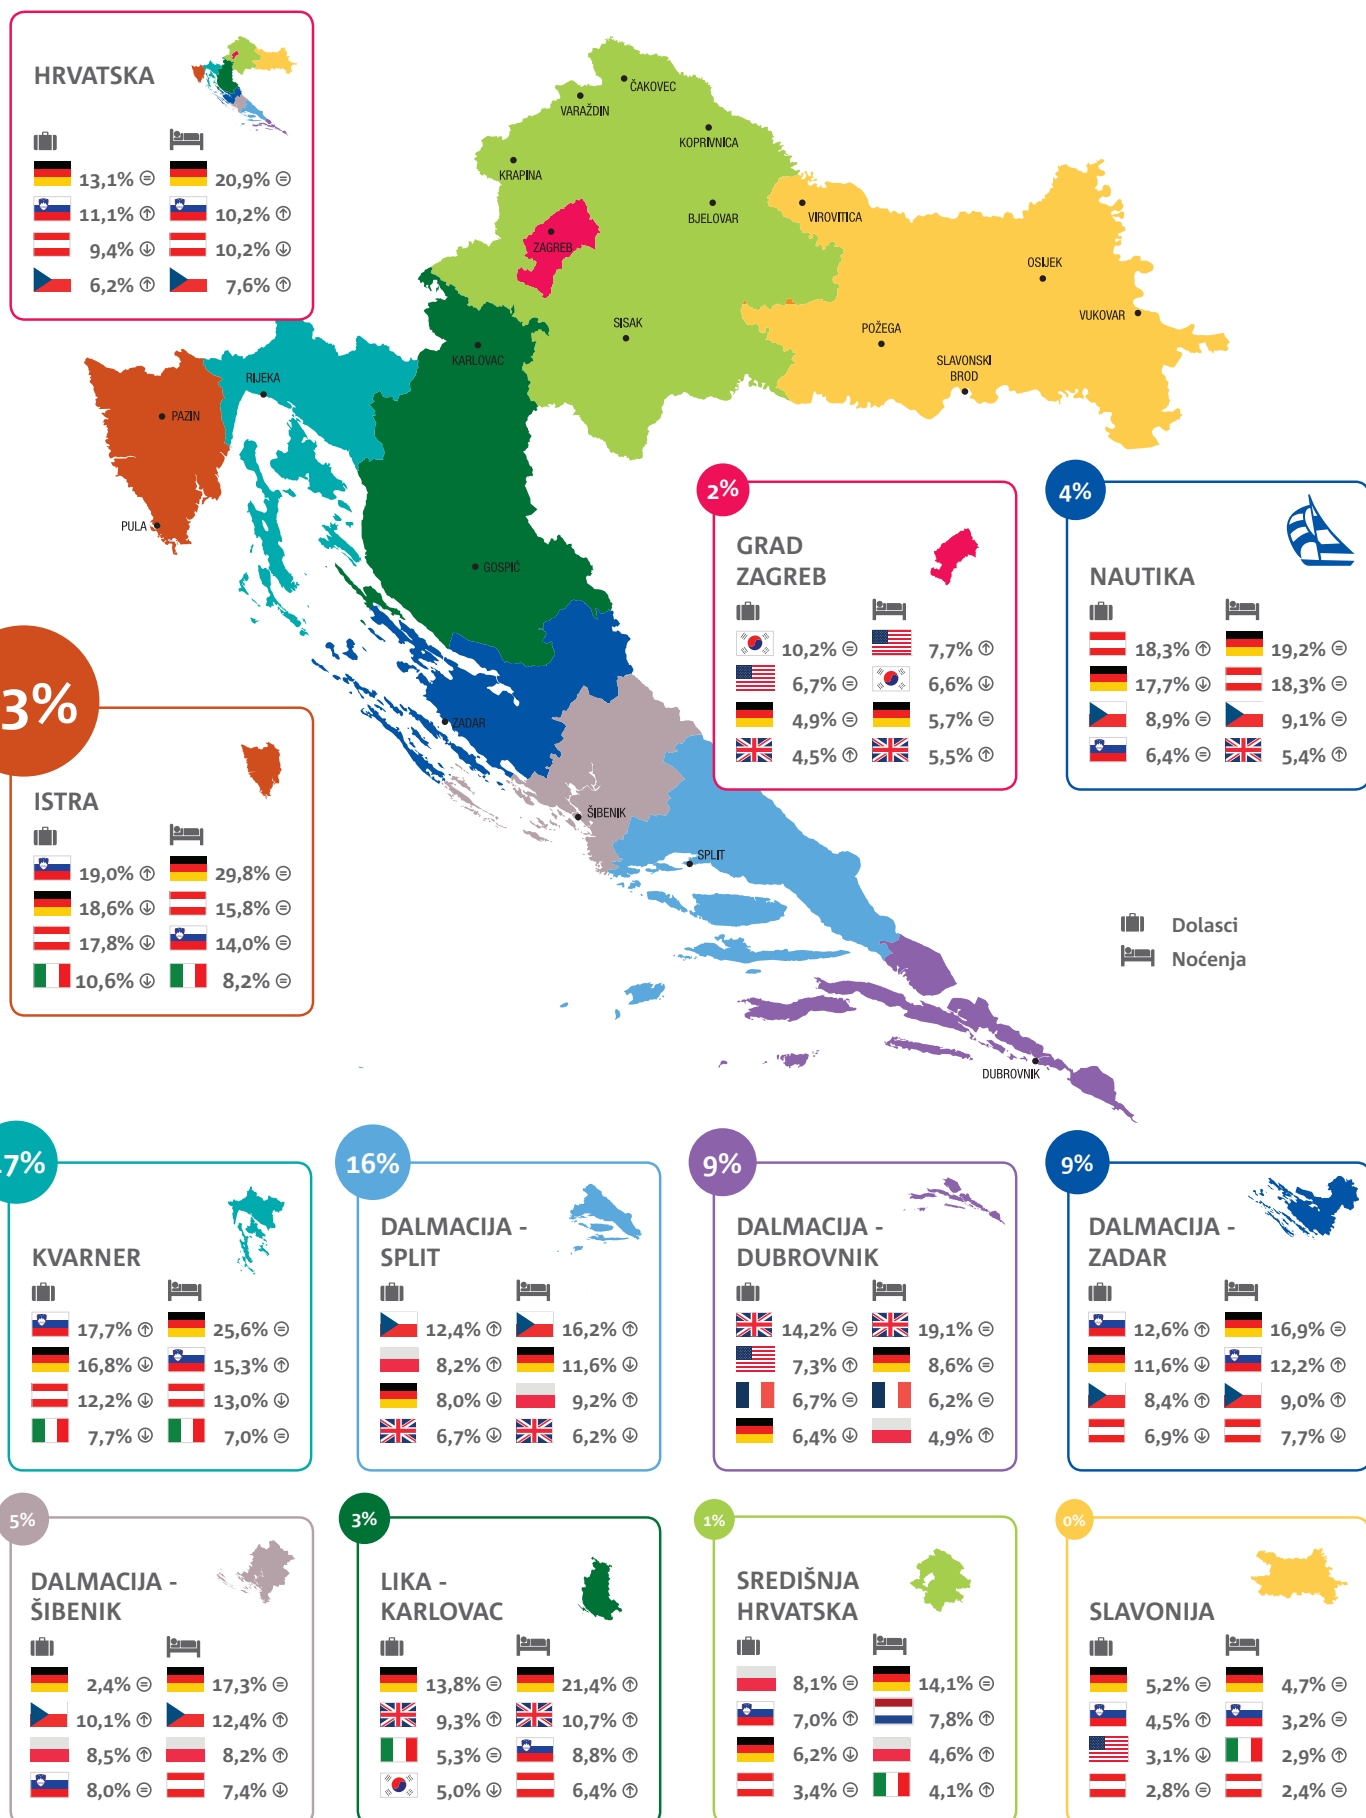 HRVATSKA
13,1% 20,9%
11,1% 10,2%
9,4% 10,2%
6,2% 7,6%
ČAKOVEC
VARAŽDIN
KOPRIVNICA
KRAPINA
BJELOVAR
VIROVITICA
ZAGREB
OSIJEK
VUKOVAR
SISAK
POŽEGA
SLAVONSKI
BROD
KARLOVAC
RIJEKA
PAZIN
PULA
GOSPIĆ
ZADAR
ŠIBENIK
SPLIT
DUBROVNIK
2%
GRAD
ZAGREB
10,2% 7,7%
6,7% 6,6%
4,9% 5,7%
4,5% 5,5%
4%
NAUTIKA
18,3% 19,2%
17,7% 18,3%
8,9% 9,1%
6,4% 5,4%
3%
ISTRA
19,0% 29,8%
18,6% 15,8%
17,8% 14,0%
10,6% 8,2%
Dolasci
Noćenja
7%
KVARNER
17,7% 25,6%
16,8% 15,3%
12,2% 13,0%
7,7% 7,0%
16%
DALMACIJA -
SPLIT
12,4% 16,2%
8,2% 11,6%
8,0% 9,2%
6,7% 6,2%
9%
DALMACIJA -
DUBROVNIK
14,2% 19,1%
7,3% 8,6%
6,7% 6,2%
6,4% 4,9%
9%
DALMACIJA -
ZADAR
12,6% 16,9%
11,6% 12,2%
8,4% 9,0%
6,9% 7,7%
5%
DALMACIJA -
ŠIBENIK
2,4% 17,3%
10,1% 12,4%
8,5% 8,2%
8,0% 7,4%
3%
LIKA -
KARLOVAC
13,8% 21,4%
9,3% 10,7%
5,3% 8,8%
5,0% 6,4%
1%
SREDIŠNJA
HRVATSKA
8,1% 14,1%
7,0% 7,8%
6,2% 4,6%
3,4% 4,1%
0%
SLAVONIJA
5,2% 4,7%
4,5% 3,2%
3,1% 2,9%
2,8% 2,4%